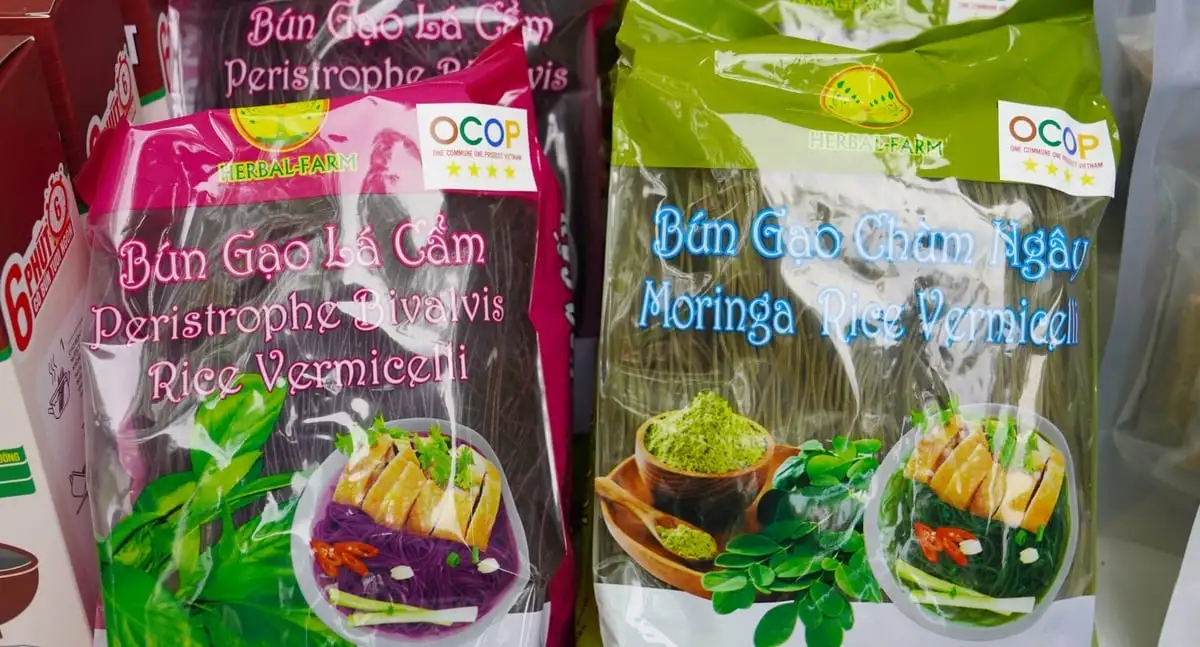 Bún Gạo Lá Cẩm
Peristrophe Bivalvis
HERBAL-FARM
OCOP
ONE COMMUNE ONE PRODUCT VIETNAM
Bún Gạo Lá Cẩm
Peristrophe Bivalvis
Rice Vermicelli
HERBAL-FARM
OCOP
ONE COMMUNE ONE PRODUCT VIETNAM
Bún Gạo Chùm Ngây
Moringa Rice Vermicelli
6 PHÚT